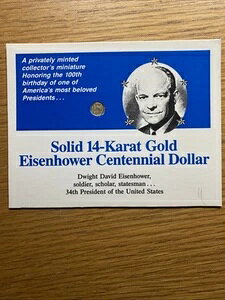 A privately minted
collector's miniature
Honoring the 100th
birthday of one of
America's most beloved
Presidents . . .
Solid 14-Karat Gold
Eisenhower Centennial Dollar
Dwight David Eisenhower,
soldier, scholar, statesman . . .
34th President of the United States